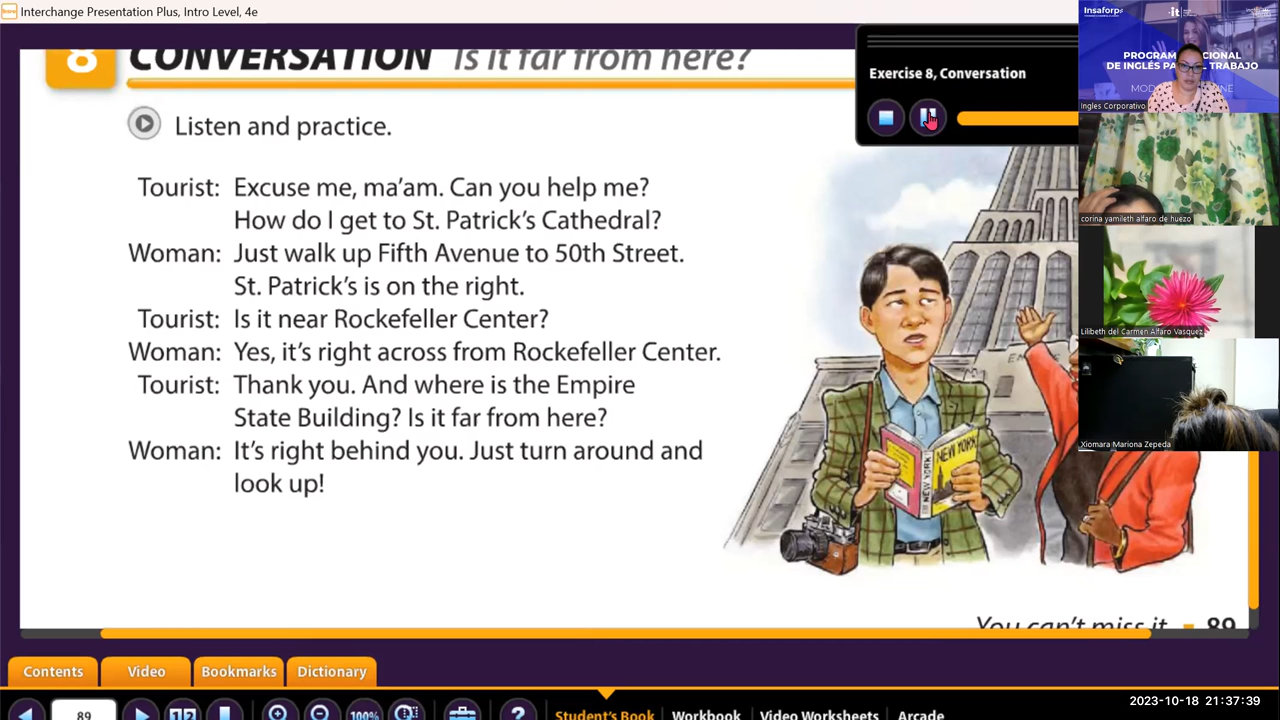 Interchange Presentation Plus, Intro Level, 4e
8 CONVERSATION Is it far from here?
Listen and practice.
Tourist: Excuse me, ma'am. Can you help me?
How do I get to St. Patrick's Cathedral?
Woman: Just walk up Fifth Avenue to 50th Street.
St. Patrick's is on the right.
Tourist: Is it near Rockefeller Center?
Woman: Yes, it's right across from Rockefeller Center.
Tourist: Thank you. And where is the Empire
State Building? Is it far from here?
Woman: It's right behind you. Just turn around and
look up!
Exercise 8, Conversation
NEW YORK
NEW YORK
You can't miss it 89
Insaforp
it
PROGRAMA
DE INGLÉS TRABAJO
Ingles Corporativo
corina yamileth alfaro de huezo
Lilibeth del Carmen Alfaro Vasquez
Xiomara Mariona Zepeda
Contents Video Bookmarks Dictionary
89 100% ? Student's Book Workbook Video Worksheets Arcade
2023-10-18 21:37:39